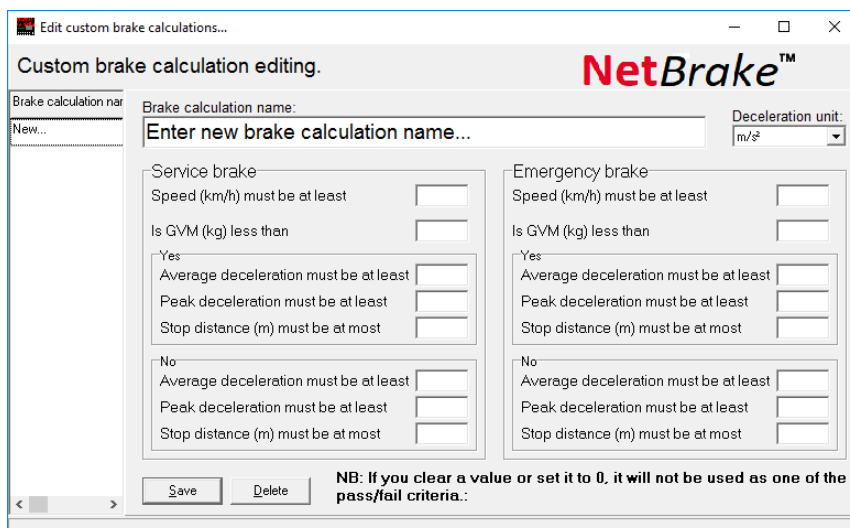 Edit custom brake calculations...
Custom brake calculation editing.
NetBrake™
Brake calculation nar
New...
Brake calculation name:
Enter new brake calculation name...
Deceleration unit:
m/s²
Service brake
Speed (km/h) must be at least
Is GVM (kg) less than
Yes
Average deceleration must be at least
Peak deceleration must be at least
Stop distance (m) must be at most
No
Average deceleration must be at least
Peak deceleration must be at least
Stop distance (m) must be at most
Emergency brake
Speed (km/h) must be at least
Is GVM (kg) less than
Yes
Average deceleration must be at least
Peak deceleration must be at least
Stop distance (m) must be at most
No
Average deceleration must be at least
Peak deceleration must be at least
Stop distance (m) must be at most
Save
Delete
NB: If you clear a value or set it to 0, it will not be used as one of the
pass/fail criteria.: